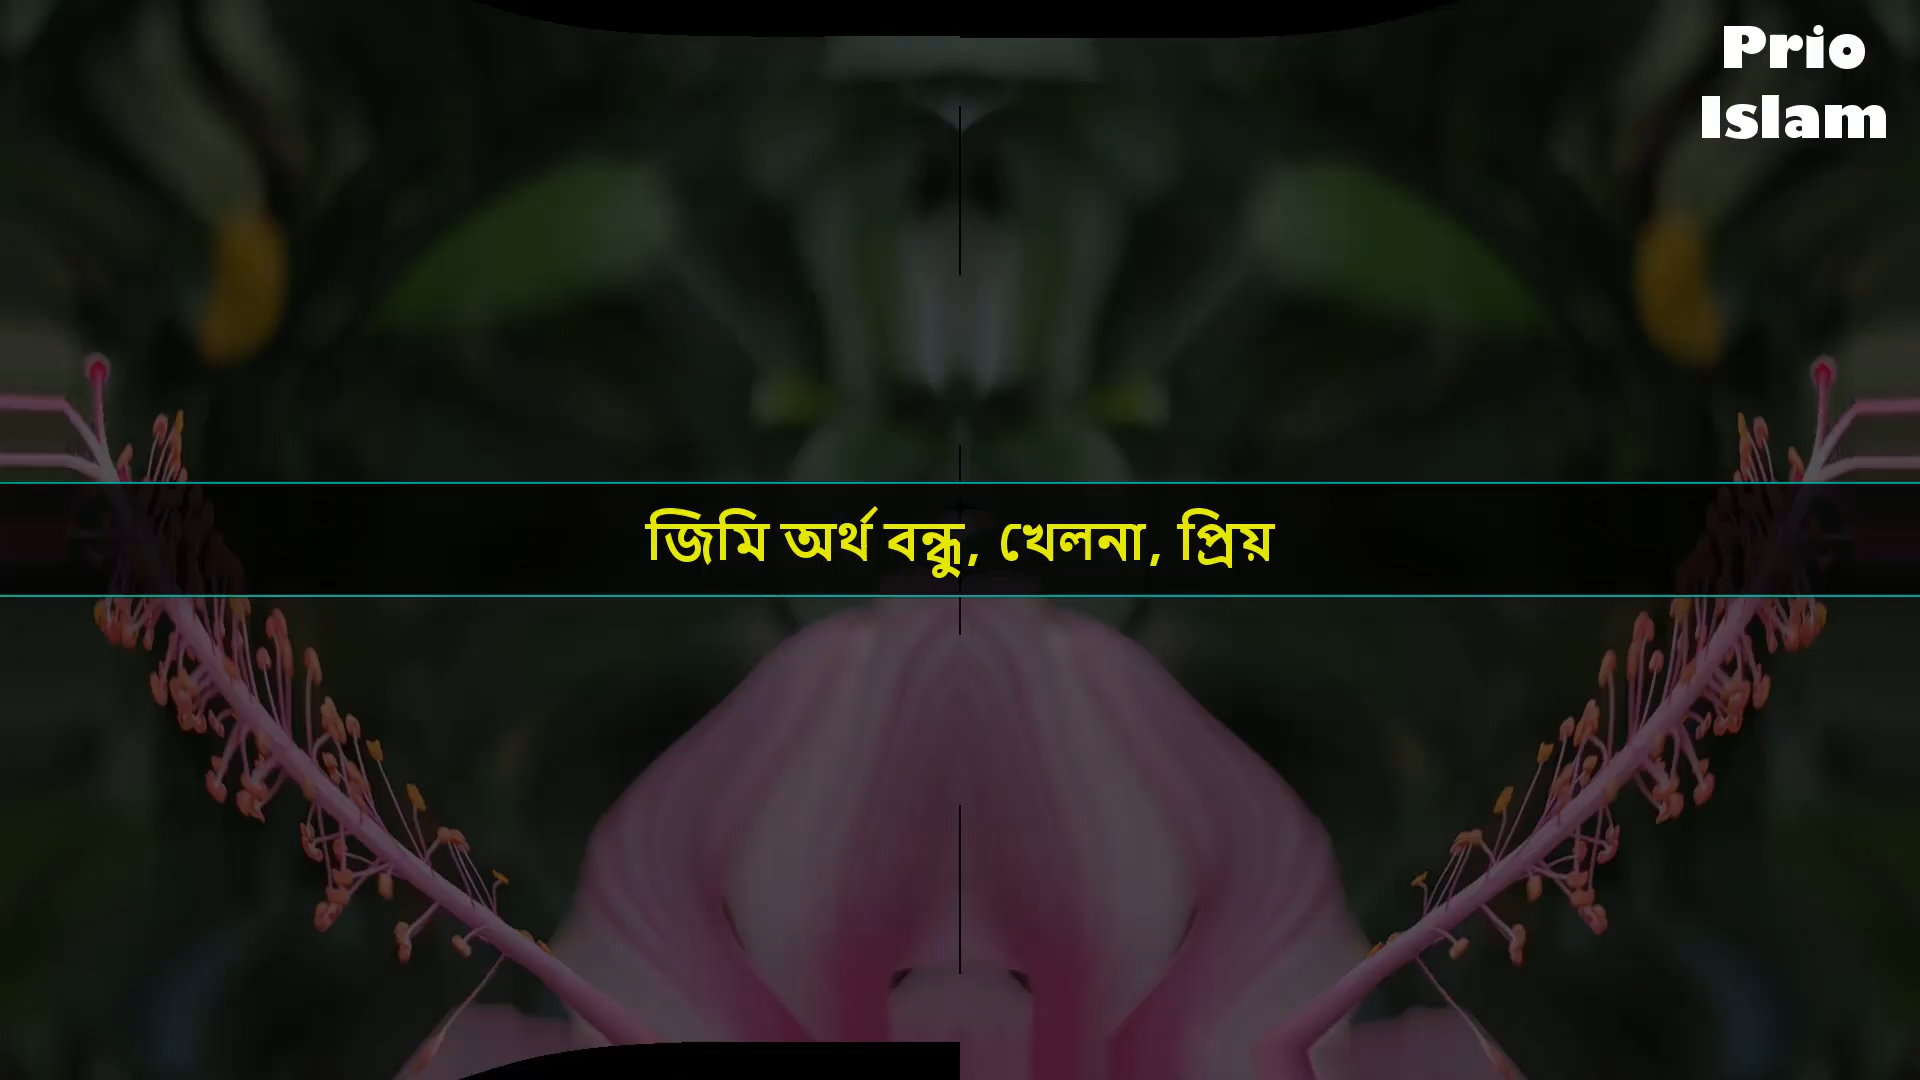 Prio
Islam
জিমি অর্থ বন্ধু, খেলনা, প্রিয়